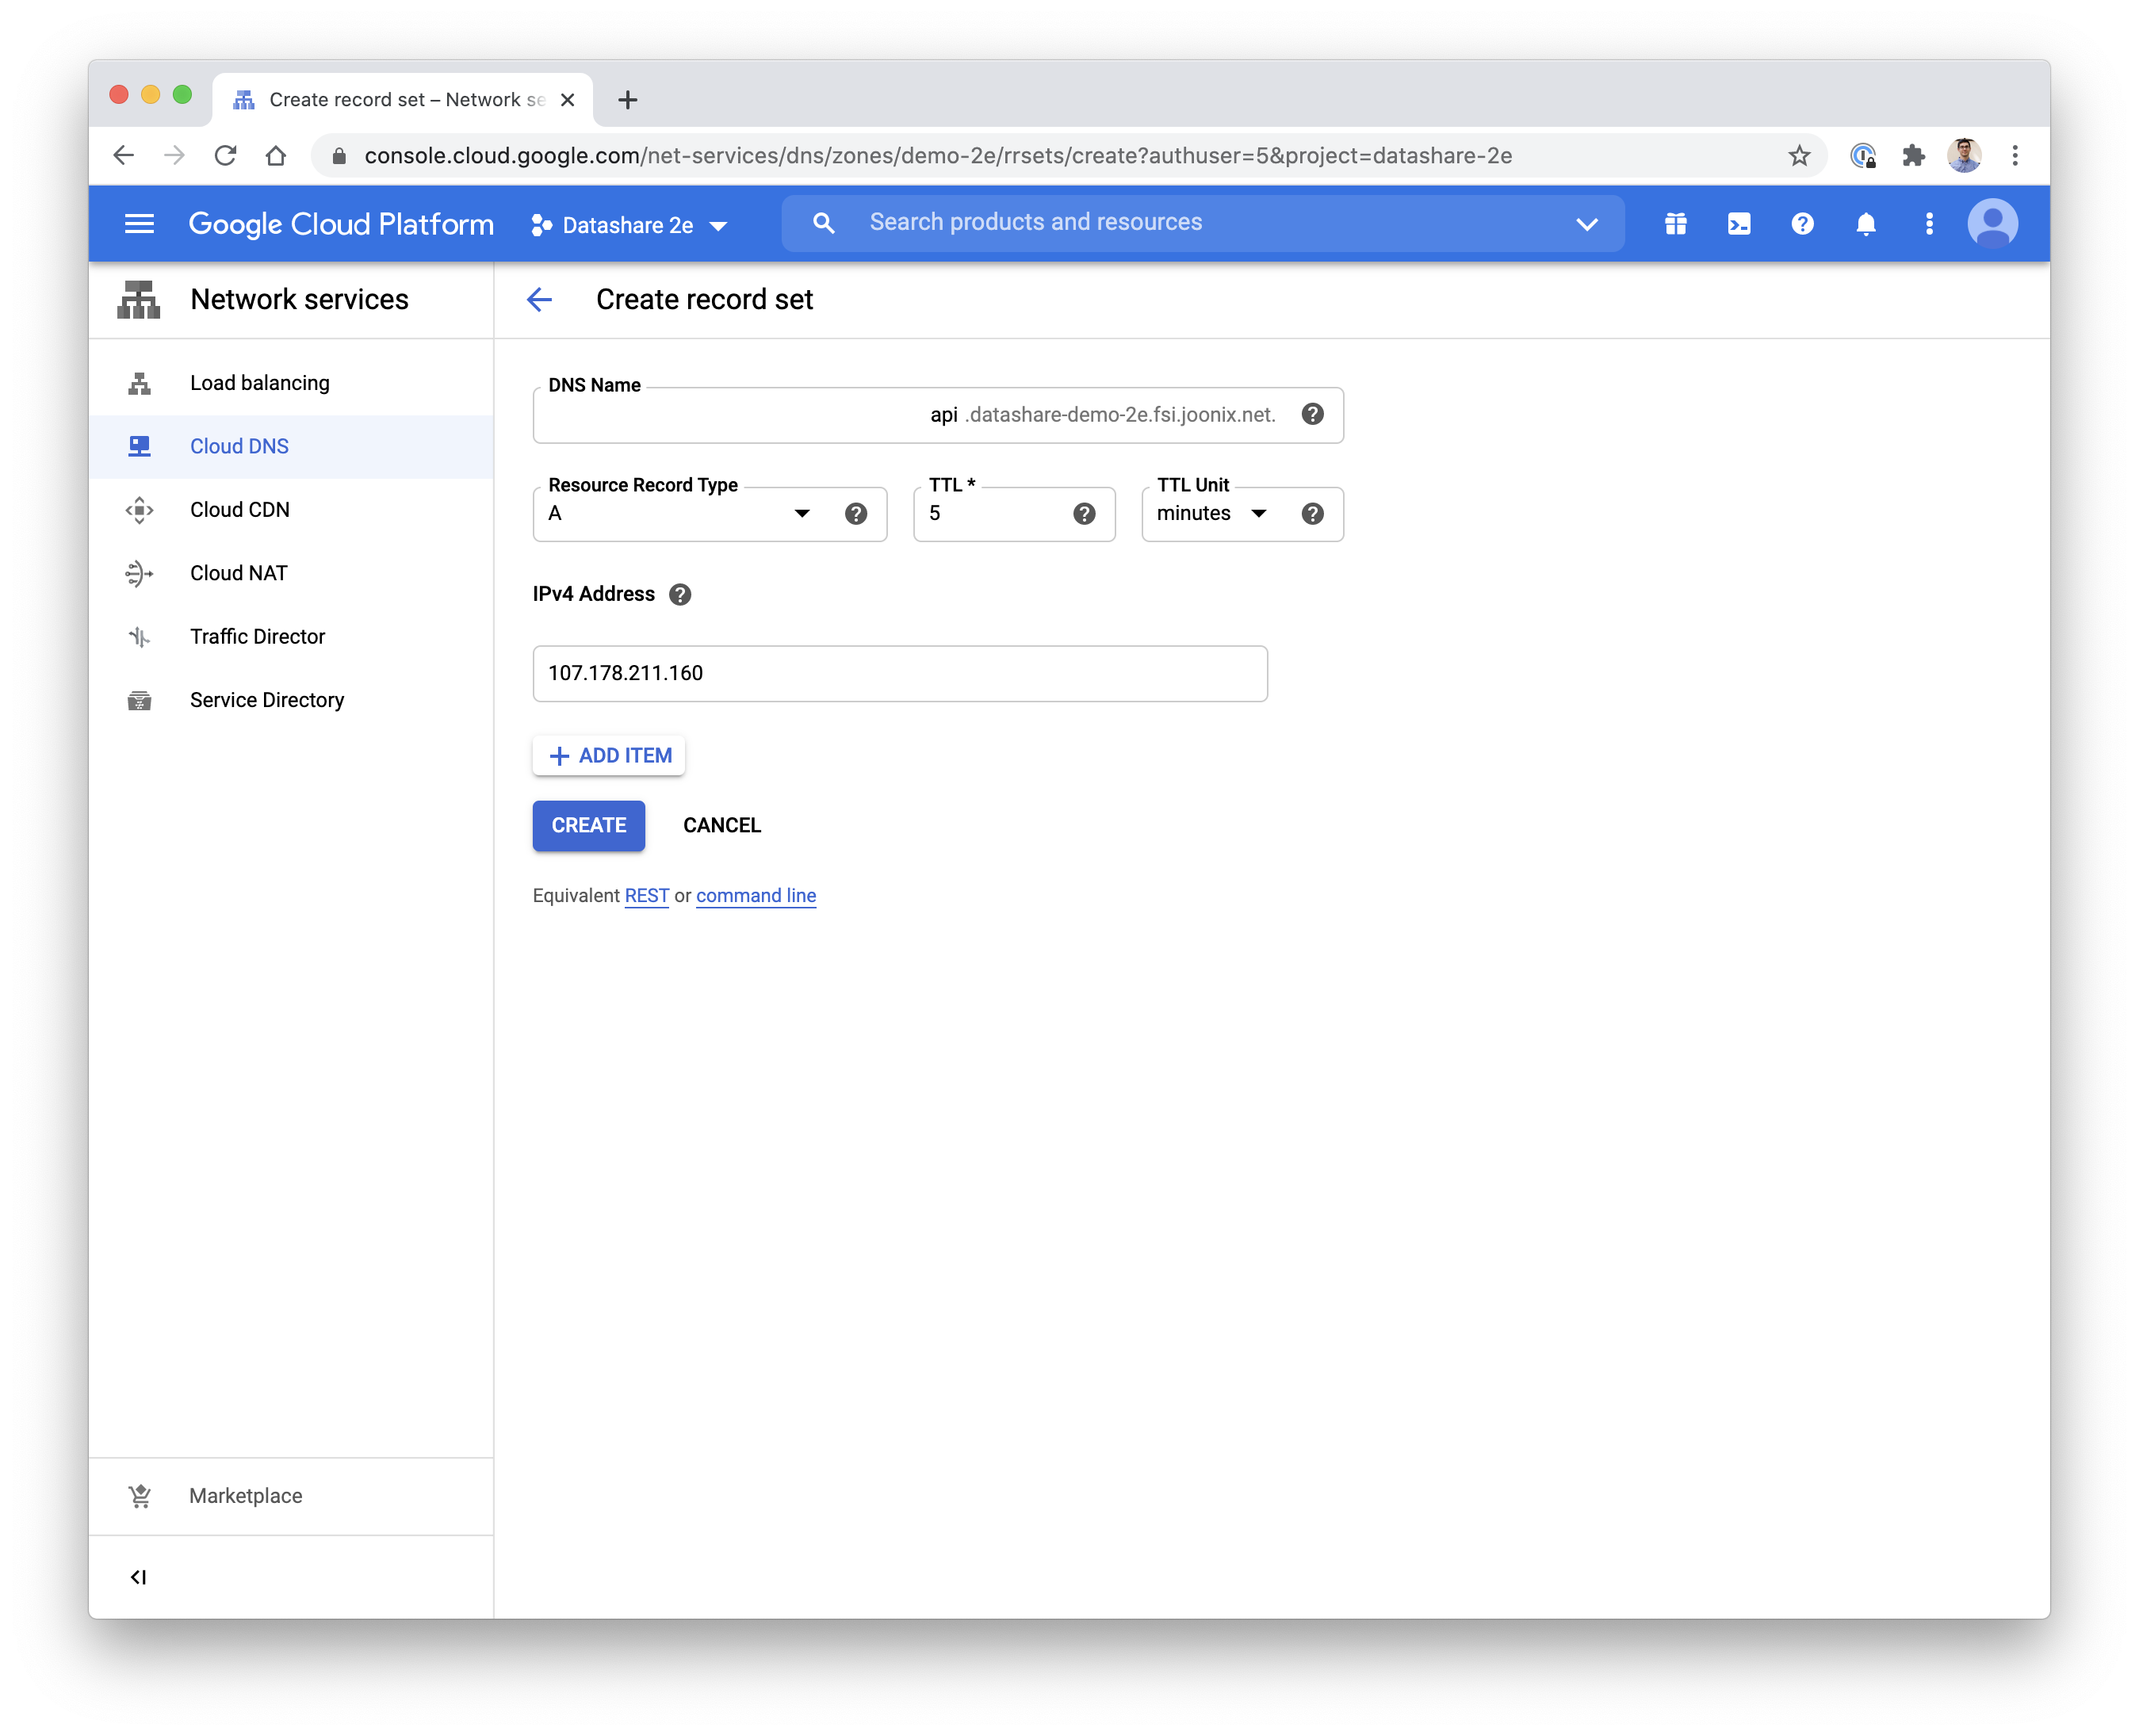 Create record set – Network se
console.cloud.google.com/net-services/dns/zones/demo-2e/rrsets/create?authuser=5&project=datashare-2e
Google Cloud Platform
Datashare 2e
Search products and resources
Network services
Create record set
Load balancing
Cloud DNS
Cloud CDN
Cloud NAT
Traffic Director
Service Directory
DNS Name
api .datashare-demo-2e.fsi.joonix.net.
Resource Record Type
A
TTL *
5
TTL Unit
minutes
IPv4 Address
107.178.211.160
ADD ITEM
CREATE
CANCEL
Equivalent REST or command line
Marketplace